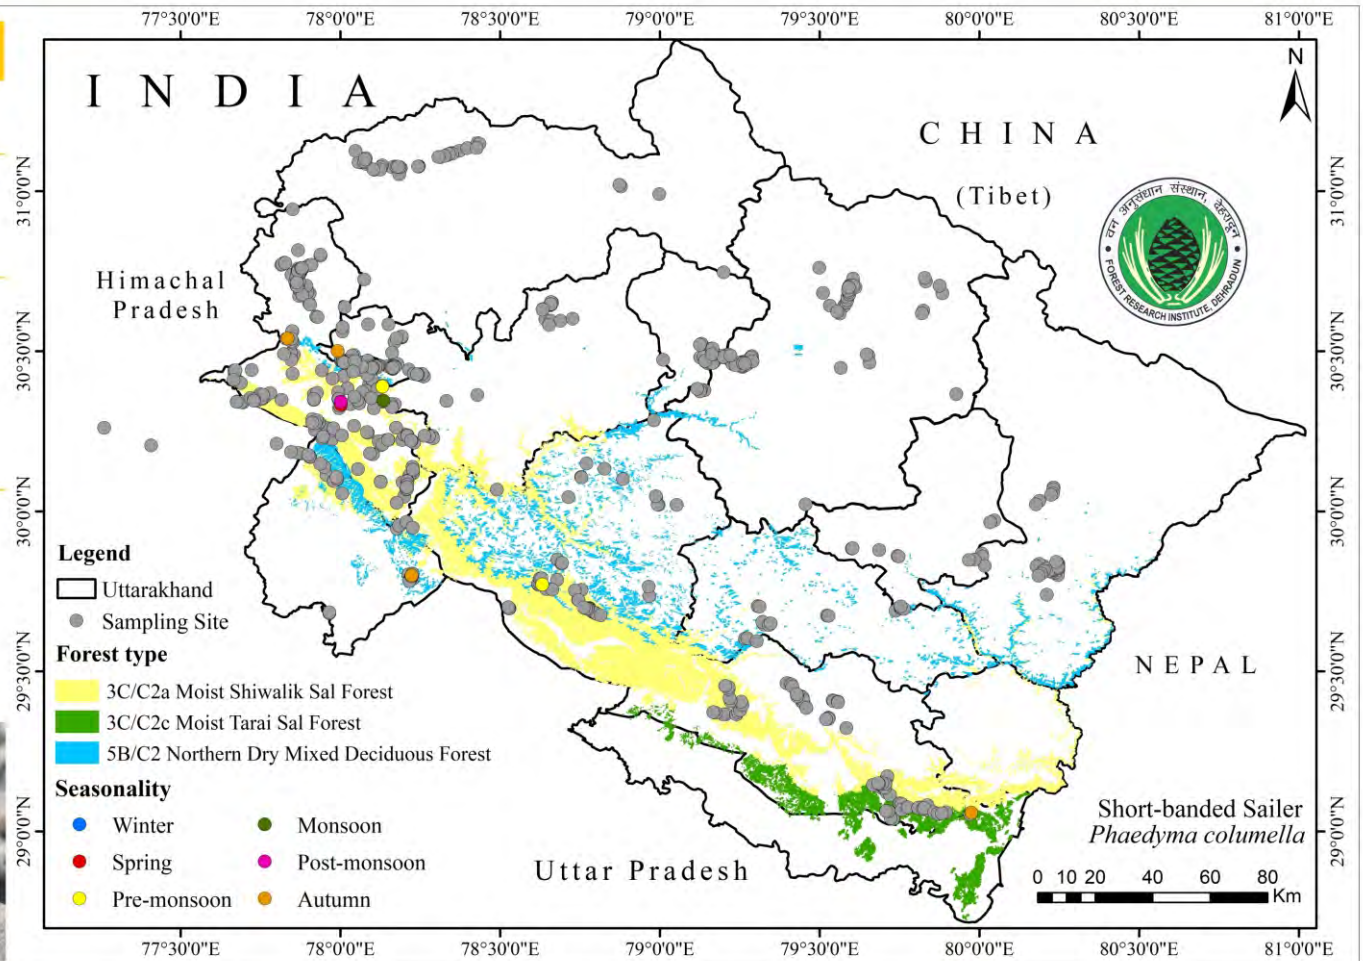 77°30'0"E 78°0'0"E 78°30'0"E 79°0'0"E 79°30'0"E 80°0'0"E 80°30'0"E 81°0'0"E
N
INDIA
CHINA
(Tibet)
31°0'0"N
31°0'0"N
वन अनुसंधान संस्थान, देहरादून
FOREST RESEARCH INSTITUTE, DEHRADUN
Himachal
Pradesh
30°30'0"N
30°30'0"N
30°0'0"N
30°0'0"N
Legend
Uttarakhand
Sampling Site
Forest type
3C/C2a Moist Shiwalik Sal Forest
3C/C2c Moist Tarai Sal Forest
5B/C2 Northern Dry Mixed Deciduous Forest
29°30'0"N
29°30'0"N
NEPAL
Seasonality
Winter
Monsoon
Spring
Post-monsoon
Pre-monsoon
Autumn
29°0'0"N
29°0'0"N
Short-banded Sailer
Phaedyma columella
Uttar Pradesh
0 10 20 40 60 80
Km
77°30'0"E 78°0'0"E 78°30'0"E 79°0'0"E 79°30'0"E 80°0'0"E 80°30'0"E 81°0'0"E